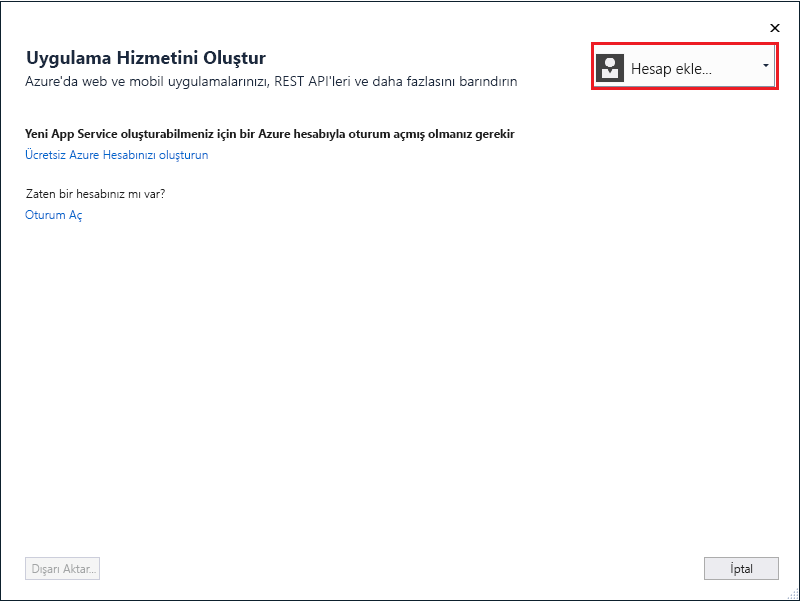 Uygulama Hizmetini Oluştur
Azure'da web ve mobil uygulamalarınızı, REST API'leri ve daha fazlasını barındırın
Hesap ekle...
Yeni App Service oluşturabilmeniz için bir Azure hesabıyla oturum açmış olmanız gerekir
Ücretsiz Azure Hesabınızı oluşturun
Zaten bir hesabınız mı var?
Oturum Aç
Dışarı Aktar...
İptal